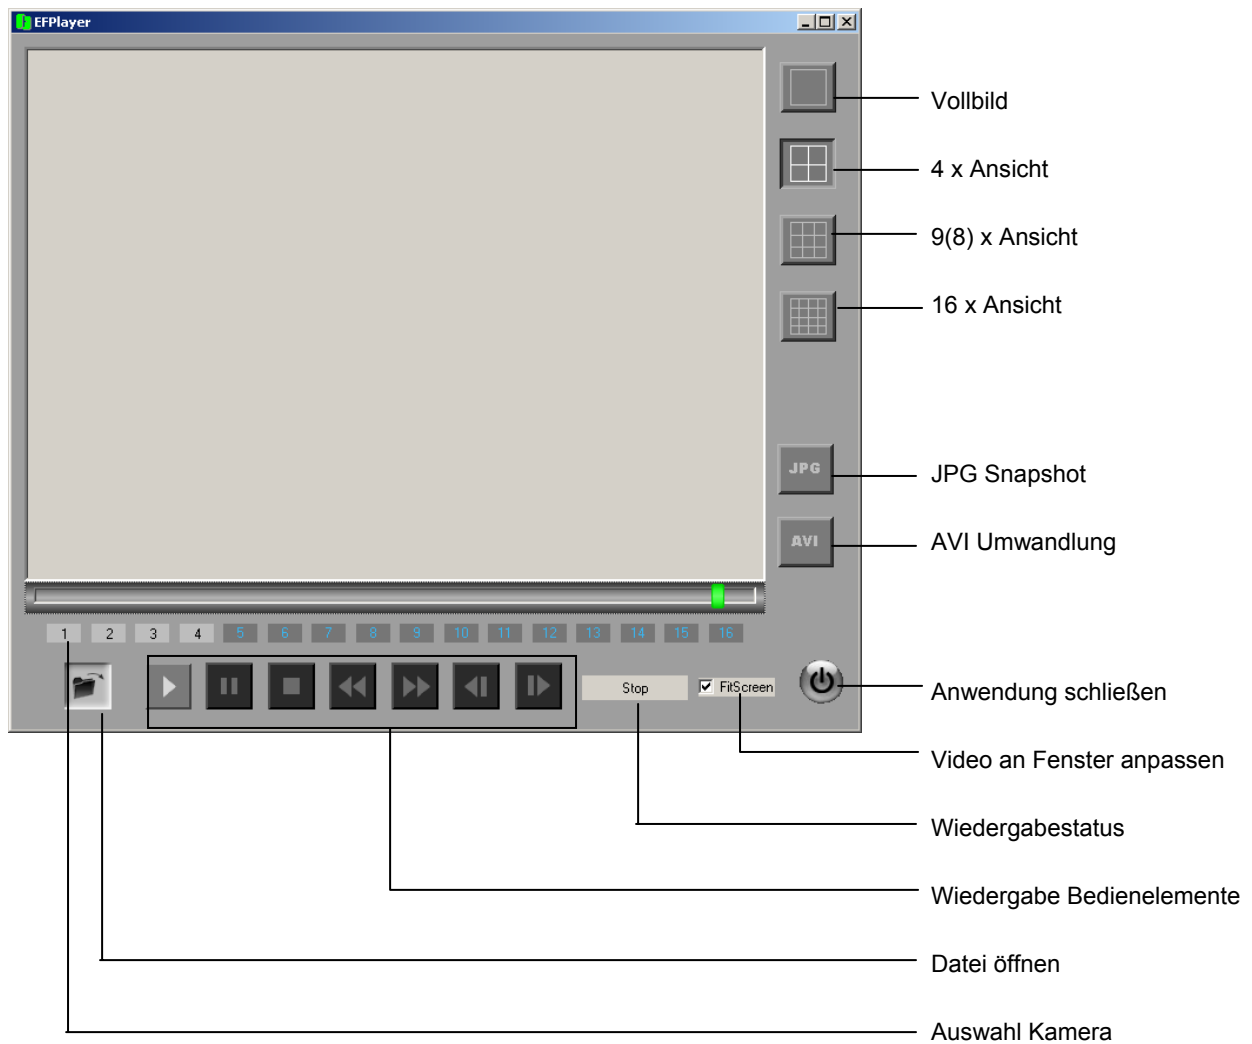 EFPlayer
Vollbild
4 x Ansicht
9(8) x Ansicht
16 x Ansicht
JPG
JPG Snapshot
AVI
AVI Umwandlung
1 2 3 4 5 6 7 8 9 10 11 12 13 14 15 16
Stop
FitScreen
Anwendung schließen
Video an Fenster anpassen
Wiedergabestatus
Wiedergabe Bedienelemente
Datei öffnen
Auswahl Kamera